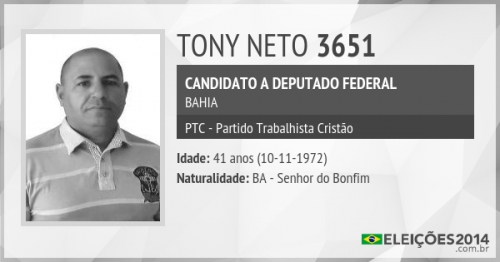 TONY NETO 3651
CANDIDATO A DEPUTADO FEDERAL
BAHIA
PTC - Partido Trabalhista Cristão
Idade: 41 anos (10-11-1972)
Naturalidade: BA - Senhor do Bonfim
ELEIÇÕES2014
.com.br